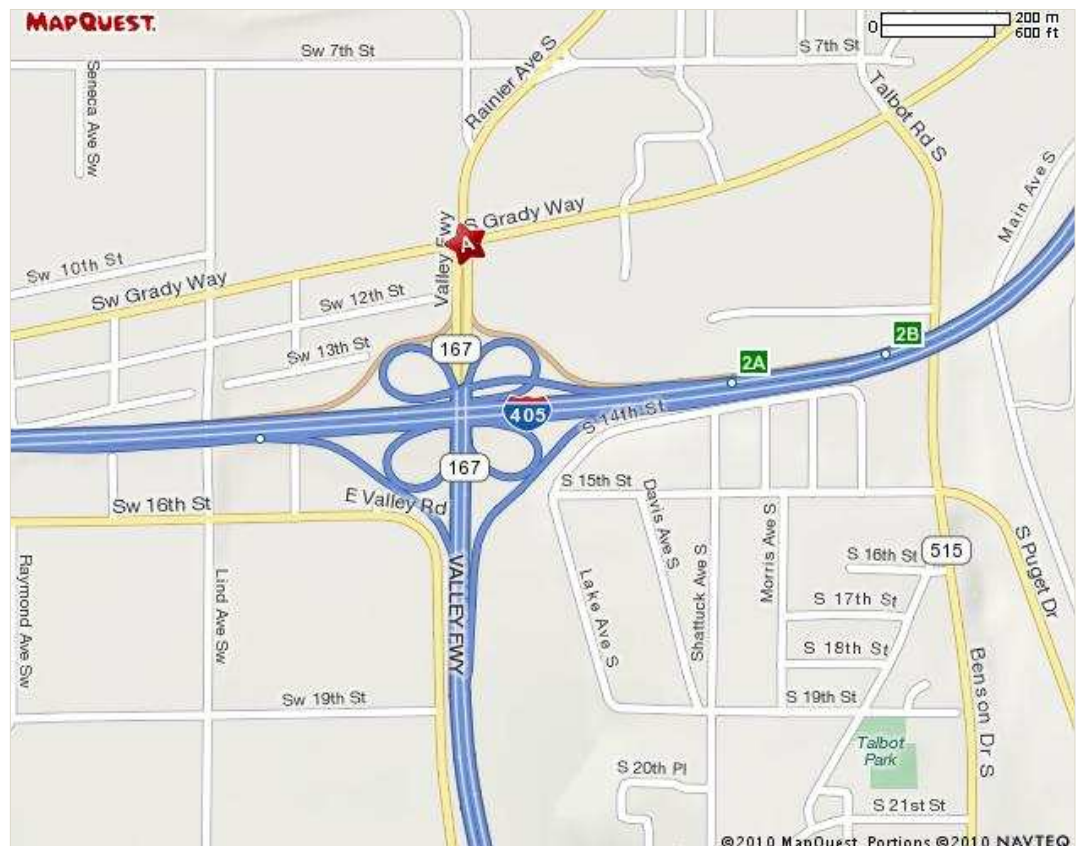 MAPQUEST.
0
200 m
600 ft
Sw 7th St
S 7th St
Seneca Ave Sw
Rainier Ave S
Talbot Rd S
Main Ave S
S Grady Way
Valley Fwy
A
Sw 10th St
Sw Grady Way
Sw 12th St
Sw 13th St
167
2B
2A
405
S 14th St
167
S 15th St
E Valley Rd
Sw 16th St
Davis Ave S
Morris Ave S
S 16th St
515
S Puget Dr
Raymond Ave Sw
Lind Ave Sw
VALLEY FWY
Lake Ave S
Shattuck Ave S
S 17th St
S 18th St
Benson Dr S
Sw 19th St
S 19th St
Talbot
Park
S 20th Pl
S 21st St
©2010 MapQuest Portions ©2010 NAVTEQ